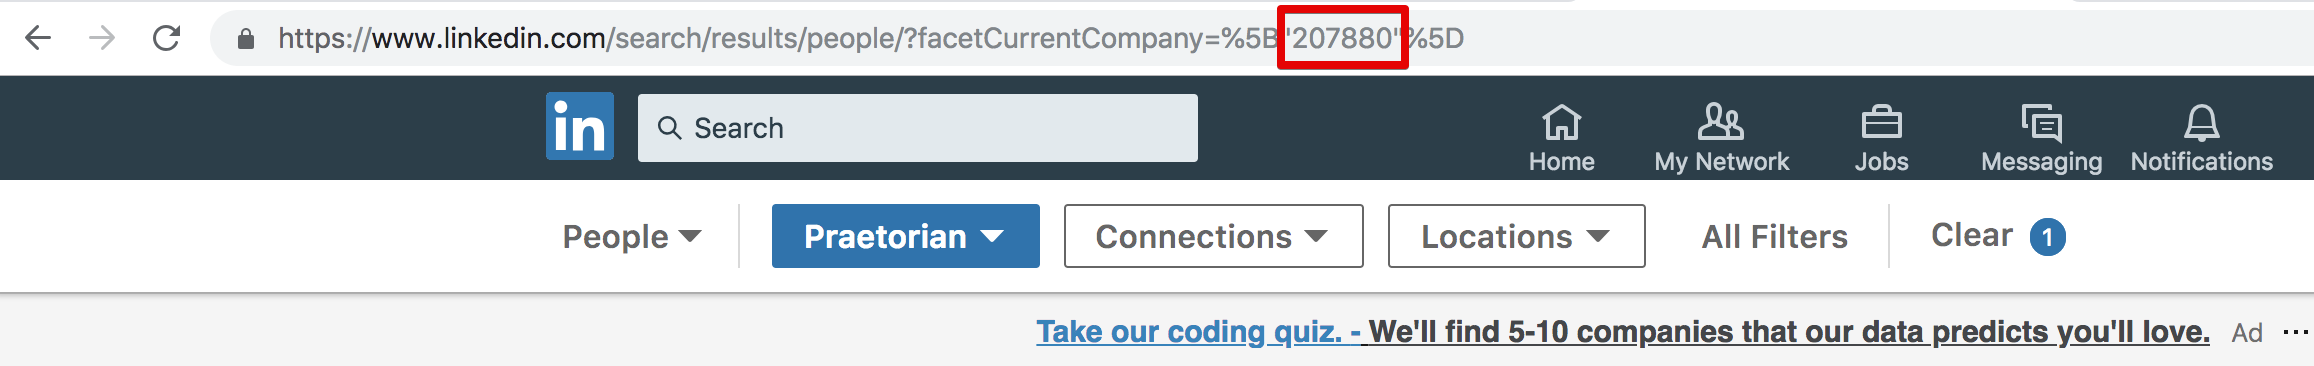 https://www.linkedin.com/search/results/people/?facetCurrentCompany=%5B"207880"%5D
in Search Home My Network Jobs Messaging Notifications
People Praetorian Connections Locations All Filters Clear 1
Take our coding quiz. - We'll find 5-10 companies that our data predicts you'll love. Ad ...